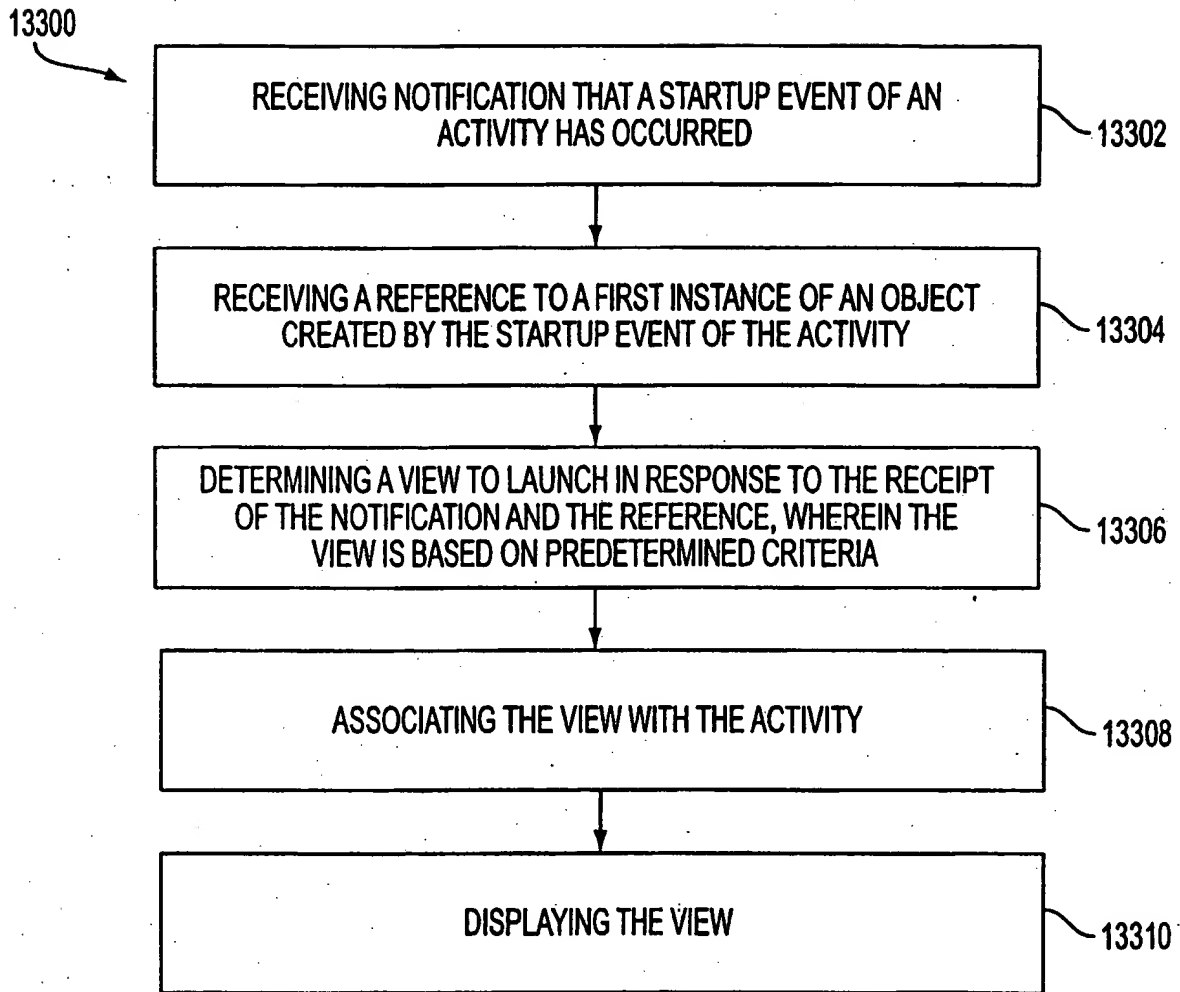 13300
RECEIVING NOTIFICATION THAT A STARTUP EVENT OF AN
ACTIVITY HAS OCCURRED
13302
RECEIVING A REFERENCE TO A FIRST INSTANCE OF AN OBJECT
CREATED BY THE STARTUP EVENT OF THE ACTIVITY
13304
DETERMINING A VIEW TO LAUNCH IN RESPONSE TO THE RECEIPT
OF THE NOTIFICATION AND THE REFERENCE, WHEREIN THE
VIEW IS BASED ON PREDETERMINED CRITERIA
13306
ASSOCIATING THE VIEW WITH THE ACTIVITY
13308
DISPLAYING THE VIEW
13310